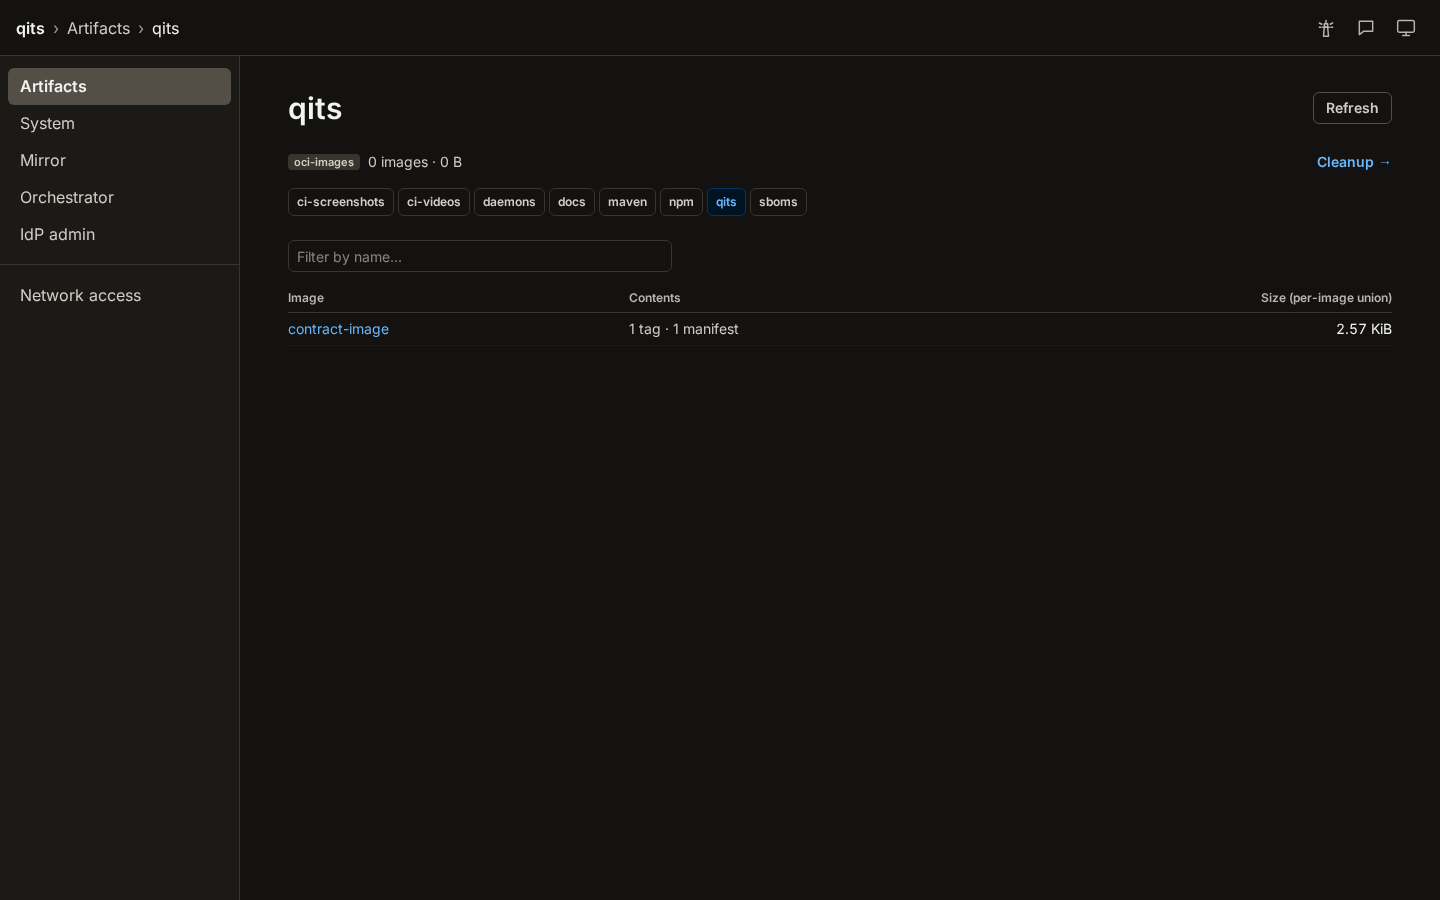 qits › Artifacts › qits
Artifacts
System
Mirror
Orchestrator
IdP admin
Network access
qits
Refresh
oci-images 0 images · 0 B
Cleanup →
ci-screenshots ci-videos daemons docs maven npm qits sboms
Filter by name...
Image Contents Size (per-image union)
contract-image 1 tag · 1 manifest 2.57 KiB